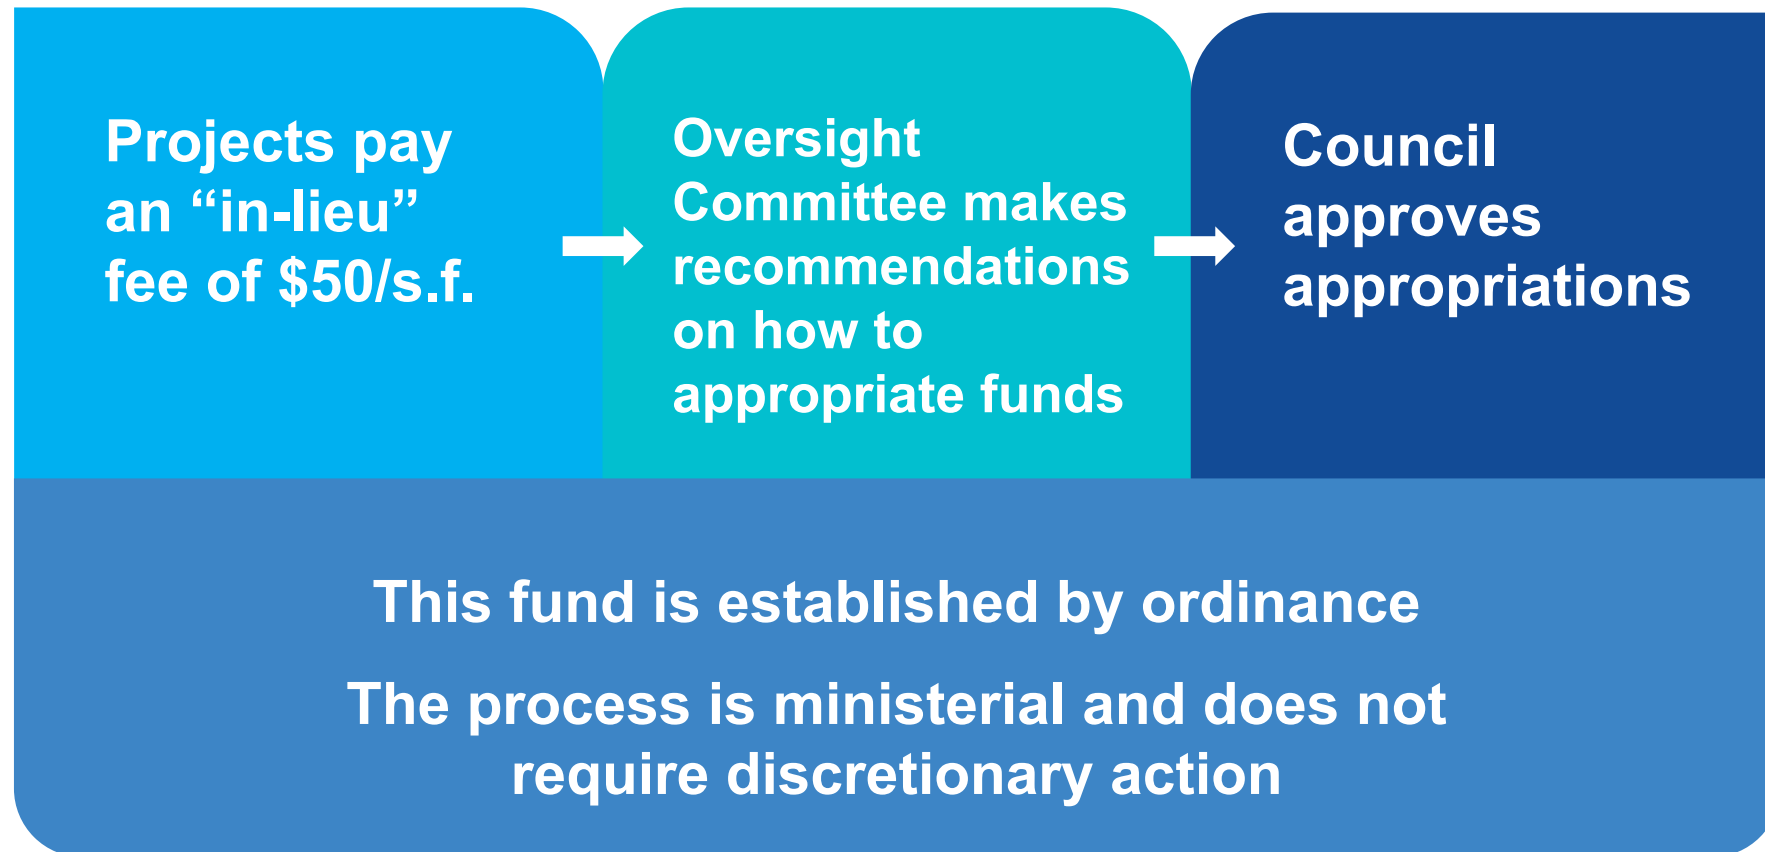 Projects pay
an “in-lieu”
fee of $50/s.f.
Oversight
Committee makes
recommendations
on how to
appropriate funds
Council
approves
appropriations
This fund is established by ordinance
The process is ministerial and does not
require discretionary action